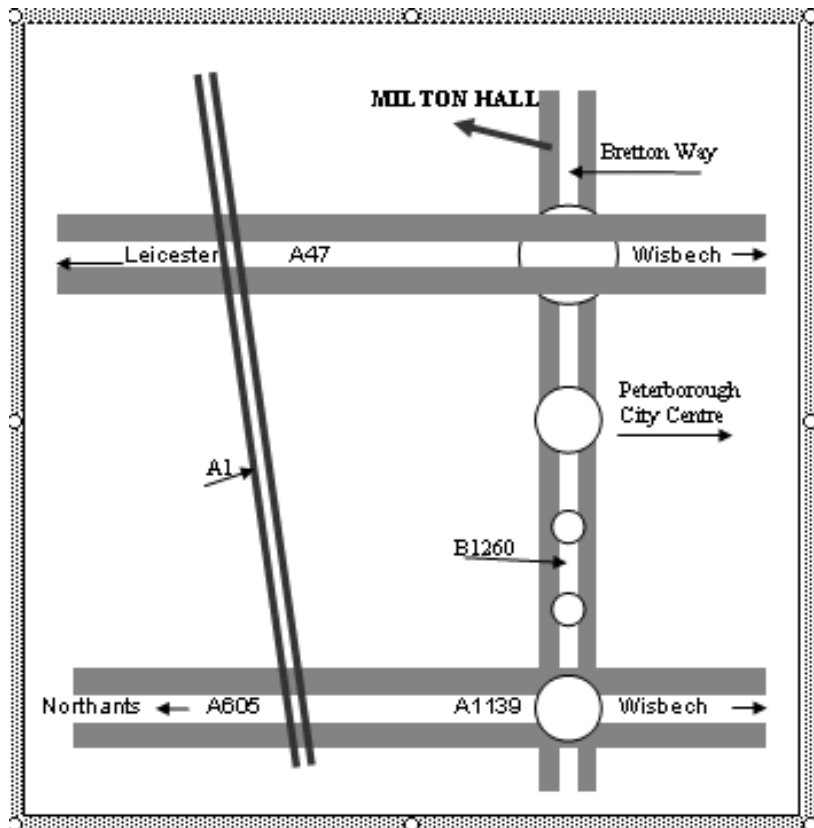 MILTON HALL
Bretton Way
Leicester
A47
Wisbech
Peterborough
City Centre
A1
B1260
Northants
A605
A1139
Wisbech